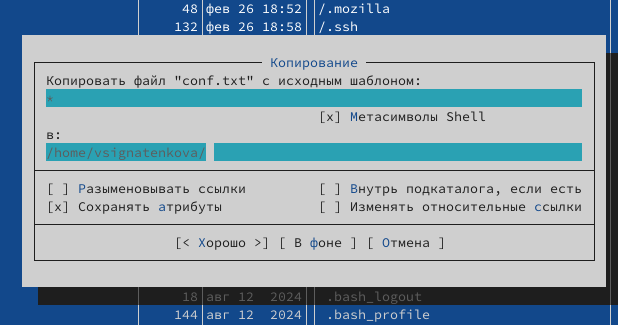 48 фев 26 18:52 /.mozilla
132 фев 26 18:58 /.ssh
Копирование
Копировать файл "conf.txt" с исходным шаблоном:
*
[x] Метасимволы Shell
в:
/home/vsignatenkova/
[ ] Разыменовывать ссылки [ ] Внутрь подкаталога, если есть
[x] Сохранять атрибуты [ ] Изменять относительные ссылки
[< Хорошо >] [ В фоне ] [ Отмена ]
18 авг 12 2024 .bash_logout
144 авг 12 2024 .bash_profile